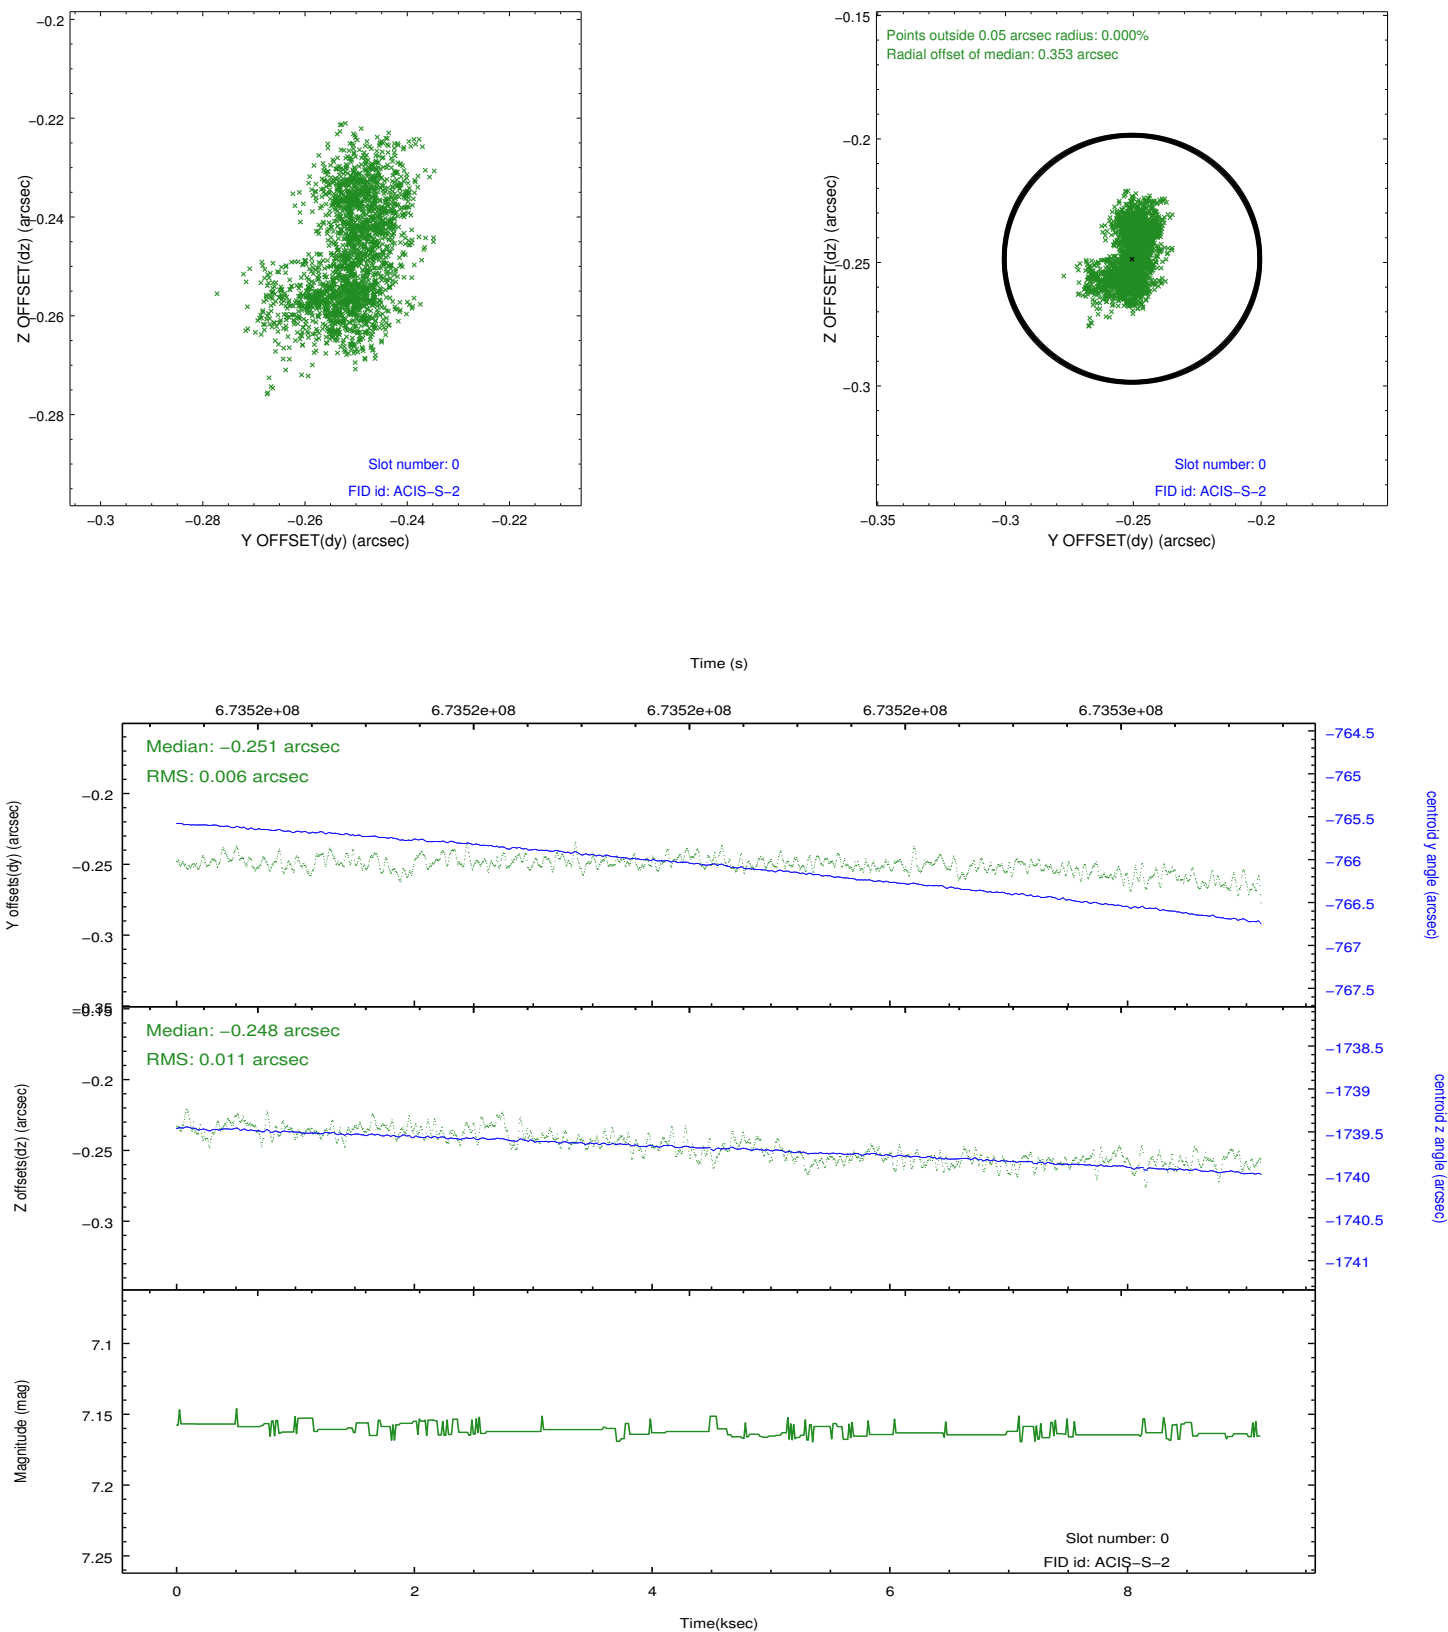 −0.2
−0.22
−0.24
−0.26
−0.28
Z OFFSET(dz) (arcsec)
Slot number: 0
FID id: ACIS−S−2
−0.3
−0.28
−0.26
−0.24
−0.22
Y OFFSET(dy) (arcsec)
−0.15
−0.2
−0.25
−0.3
Z OFFSET(dz) (arcsec)
Points outside 0.05 arcsec radius: 0.000%
Radial offset of median: 0.353 arcsec
Slot number: 0
FID id: ACIS−S−2
−0.35
−0.3
−0.25
−0.2
Y OFFSET(dy) (arcsec)
Time (s)
6.7352e+08
6.7352e+08
6.7352e+08
6.7352e+08
6.7353e+08
Median: −0.251 arcsec
RMS: 0.006 arcsec
−0.2
−0.25
−0.3
−0.35
Y offsets(dy) (arcsec)
−764.5
−765
−765.5
−766
−766.5
−767
−767.5
centroid y angle (arcsec)
−0.15
Median: −0.248 arcsec
RMS: 0.011 arcsec
−0.2
−0.25
−0.3
Z offsets(dz) (arcsec)
−1738.5
−1739
−1739.5
−1740
−1740.5
−1741
centroid z angle (arcsec)
7.1
7.15
7.2
7.25
Magnitude (mag)
Slot number: 0
FID id: ACIS−S−2
0
2
4
6
8
Time(ksec)